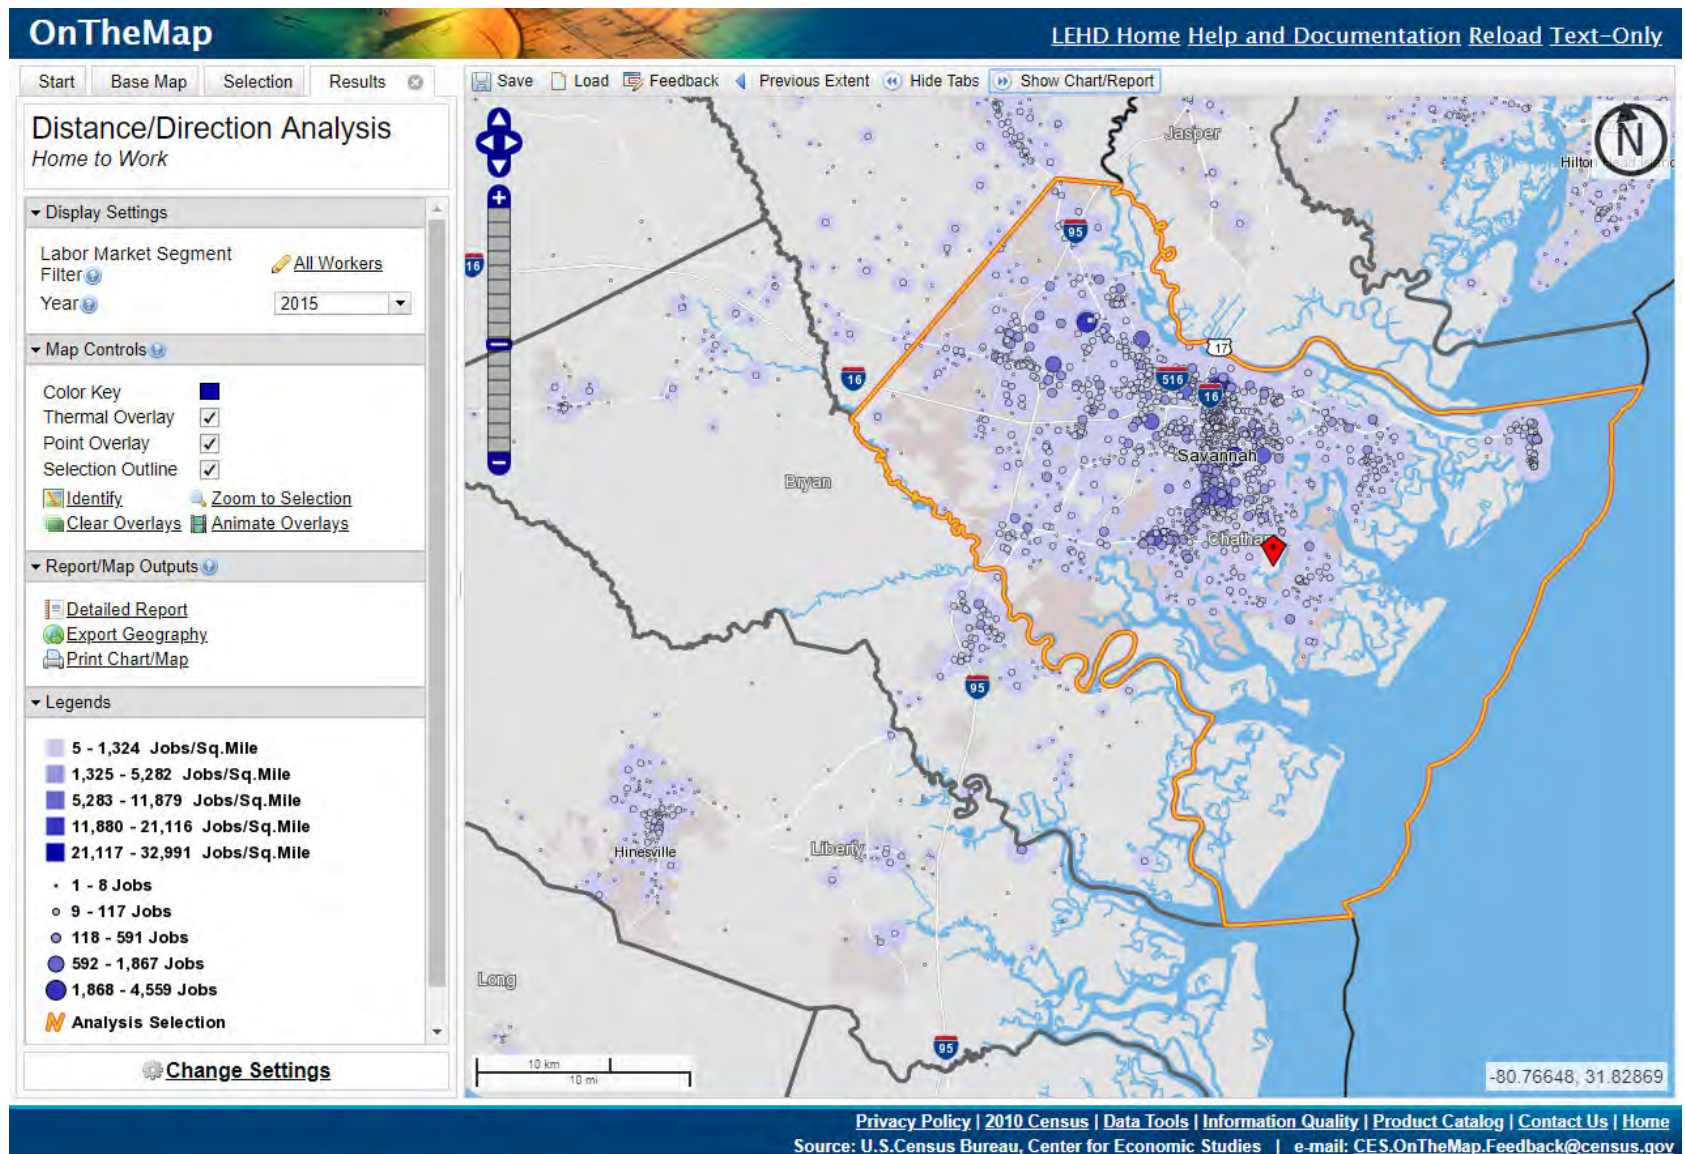 OnTheMap
LEHD Home Help and Documentation Reload Text-Only
Start Base Map Selection Results
Save Load Feedback Previous Extent Hide Tabs Show Chart/Report
Distance/Direction Analysis
Home to Work
Display Settings
Labor Market Segment
Filter
All Workers
Year
2015
Map Controls
Color Key
Thermal Overlay
Point Overlay
Selection Outline
Identify Zoom to Selection
Clear Overlays Animate Overlays
Report/Map Outputs
Detailed Report
Export Geography
Print Chart/Map
Legends
5 - 1,324 Jobs/Sq.Mile
1,325 - 5,282 Jobs/Sq.Mile
5,283 - 11,879 Jobs/Sq.Mile
11,880 - 21,116 Jobs/Sq.Mile
21,117 - 32,991 Jobs/Sq.Mile
1 - 8 Jobs
9 - 117 Jobs
118 - 591 Jobs
592 - 1,867 Jobs
1,868 - 4,559 Jobs
Analysis Selection
Change Settings
Jasper
N
Hilton Head Island
95
16
17
16
516
16
Savannah
Bryan
Chatham
95
Hinesville
Liberty
Long
95
10 km
10 mi
-80.76648, 31.82869
Privacy Policy | 2010 Census | Data Tools | Information Quality | Product Catalog | Contact Us | Home
Source: U.S.Census Bureau, Center for Economic Studies | e-mail: CES.OnTheMap.Feedback@census.gov